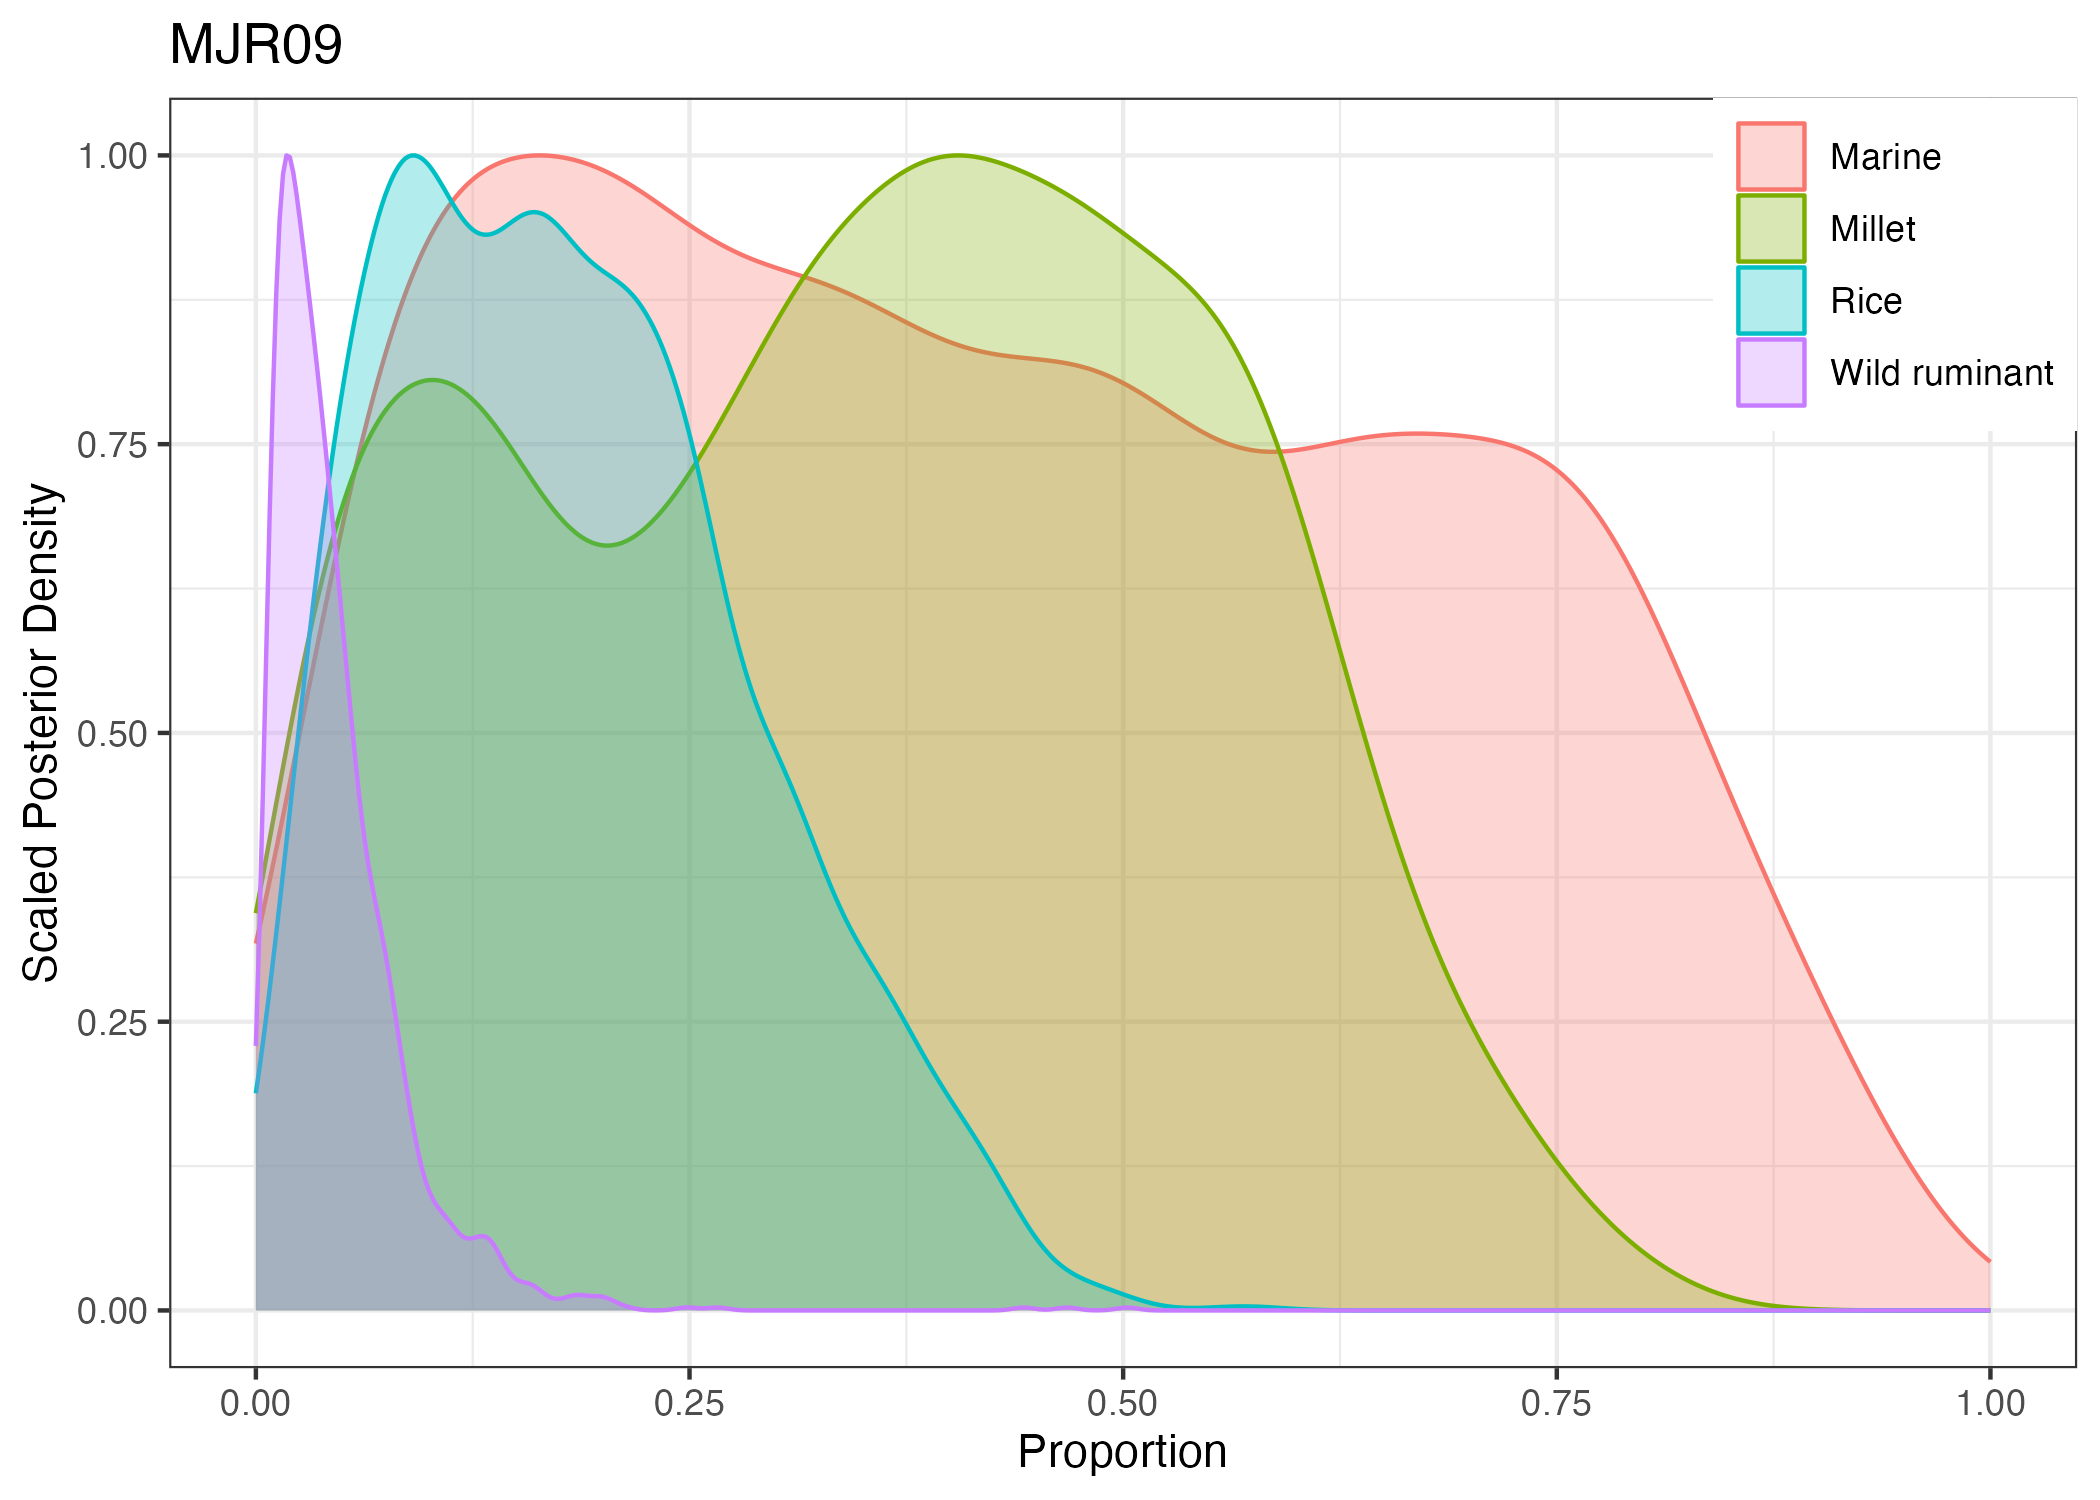 MJR09
Marine
Millet
Rice
Wild ruminant
1.00
0.75
0.50
0.25
0.00
Scaled Posterior Density
0.00 0.25 0.50 0.75 1.00
Proportion